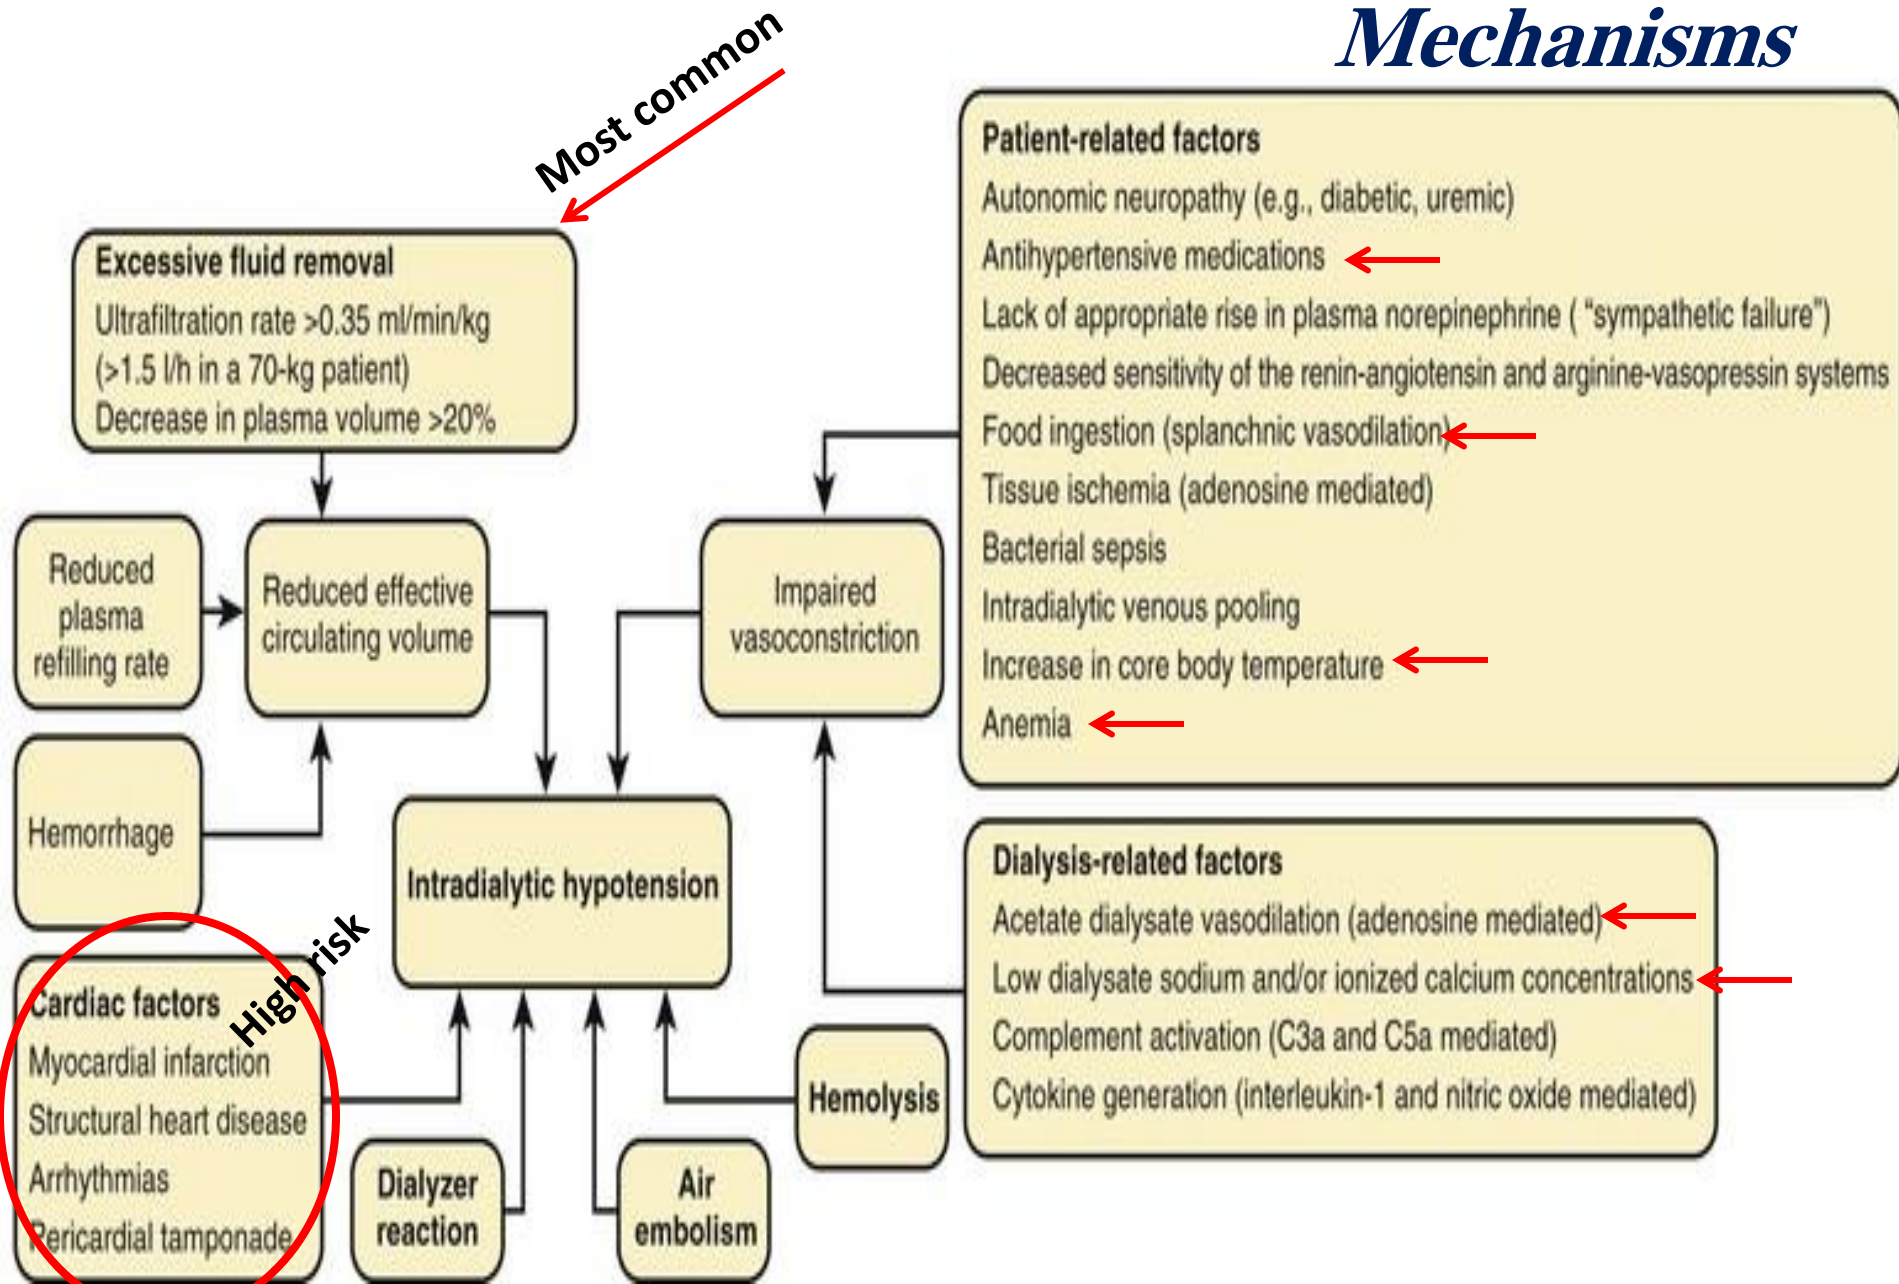 Mechanisms
Most common
Excessive fluid removal
Ultrafiltration rate >0.35 ml/min/kg
(>1.5 l/h in a 70-kg patient)
Decrease in plasma volume >20%
Reduced
plasma
refilling rate
Reduced effective
circulating volume
Hemorrhage
Impaired
vasoconstriction
Patient-related factors
Autonomic neuropathy (e.g., diabetic, uremic)
Antihypertensive medications
Lack of appropriate rise in plasma norepinephrine ( “sympathetic failure”)
Decreased sensitivity of the renin-angiotensin and arginine-vasopressin systems
Food ingestion (splanchnic vasodilation)
Tissue ischemia (adenosine mediated)
Bacterial sepsis
Intradialytic venous pooling
Increase in core body temperature
Anemia
Intradialytic hypotension
Dialysis-related factors
Acetate dialysate vasodilation (adenosine mediated)
Low dialysate sodium and/or ionized calcium concentrations
Complement activation (C3a and C5a mediated)
Cytokine generation (interleukin-1 and nitric oxide mediated)
High risk
Cardiac factors
Myocardial infarction
Structural heart disease
Arrhythmias
Pericardial tamponade
Dialyzer
reaction
Air
embolism
Hemolysis